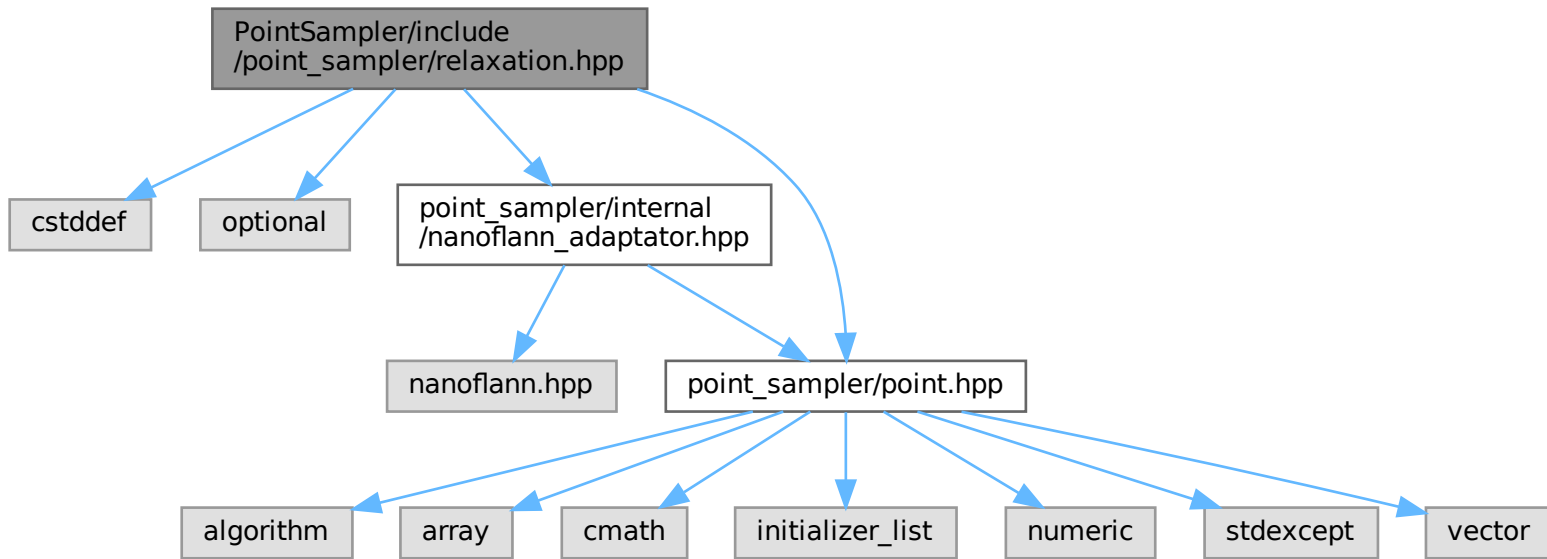 PointSampler/include
/point_sampler/relaxation.hpp
cstddef
optional
point_sampler/internal
/nanoflann_adaptator.hpp
nanoflann.hpp
point_sampler/point.hpp
algorithm
array
cmath
initializer_list
numeric
stdexcept
vector